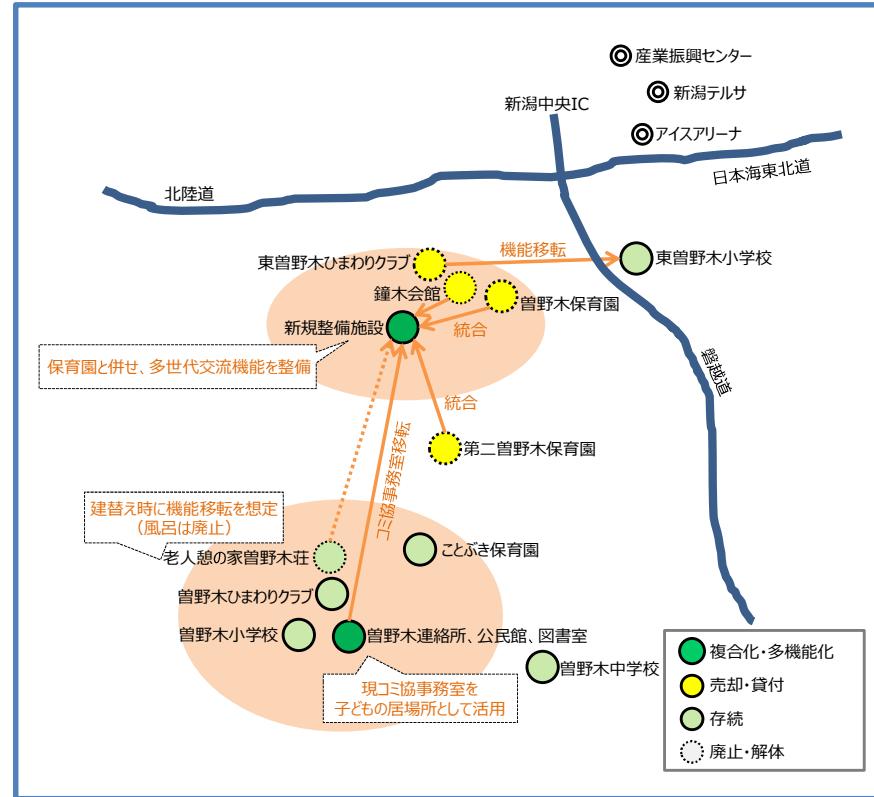 産業振興センター
新潟テルサ
新潟中央IC
アイスアリーナ
日本海東北道
北陸道
機能移転
東曽野木ひまわりクラブ
東曽野木小学校
鐘木会館
曽野木保育園
新規整備施設
統合
保育園と併せ、多世代交流機能を整備
磐越道
統合
第二曽野木保育園
コミ協事務室移転
建替え時に機能移転を想定
（風呂は廃止）
老人憩の家曽野木荘
ことぶき保育園
曽野木ひまわりクラブ
曽野木小学校
曽野木連絡所、公民館、図書室
曽野木中学校
現コミ協事務室を
子どもの居場所として活用
複合化・多機能化
売却・貸付
存続
廃止・解体